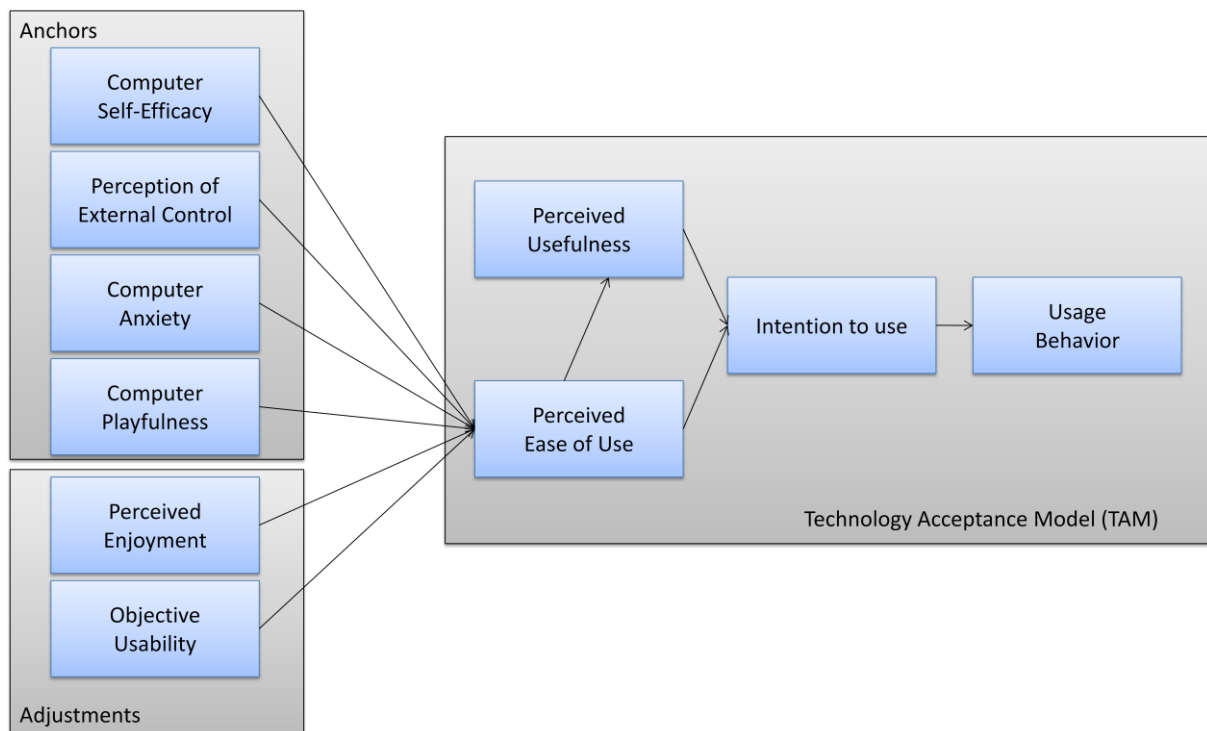 Anchors
Computer
Self-Efficacy
Perception of
External Control
Computer
Anxiety
Computer
Playfulness
Perceived
Enjoyment
Objective
Usability
Adjustments
Perceived
Usefulness
Perceived
Ease of Use
Intention to use
Usage
Behavior
Technology Acceptance Model (TAM)